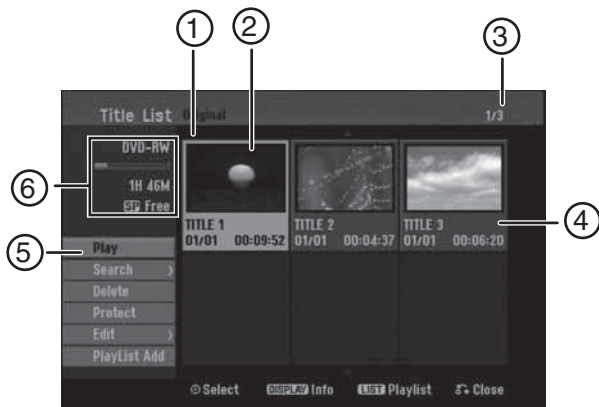 ① ② ③
Title List Original 1/3
DVD-RW
1H 46M
SP Free
⑥
TITLE 1 TITLE 2 TITLE 3
01/01 00:09:52 01/01 00:04:37 01/01 00:06:20
④
⑤
Play
Search
Delete
Protect
Edit
PlayList Add
Select DISPLAY Info LIST Playlist Close